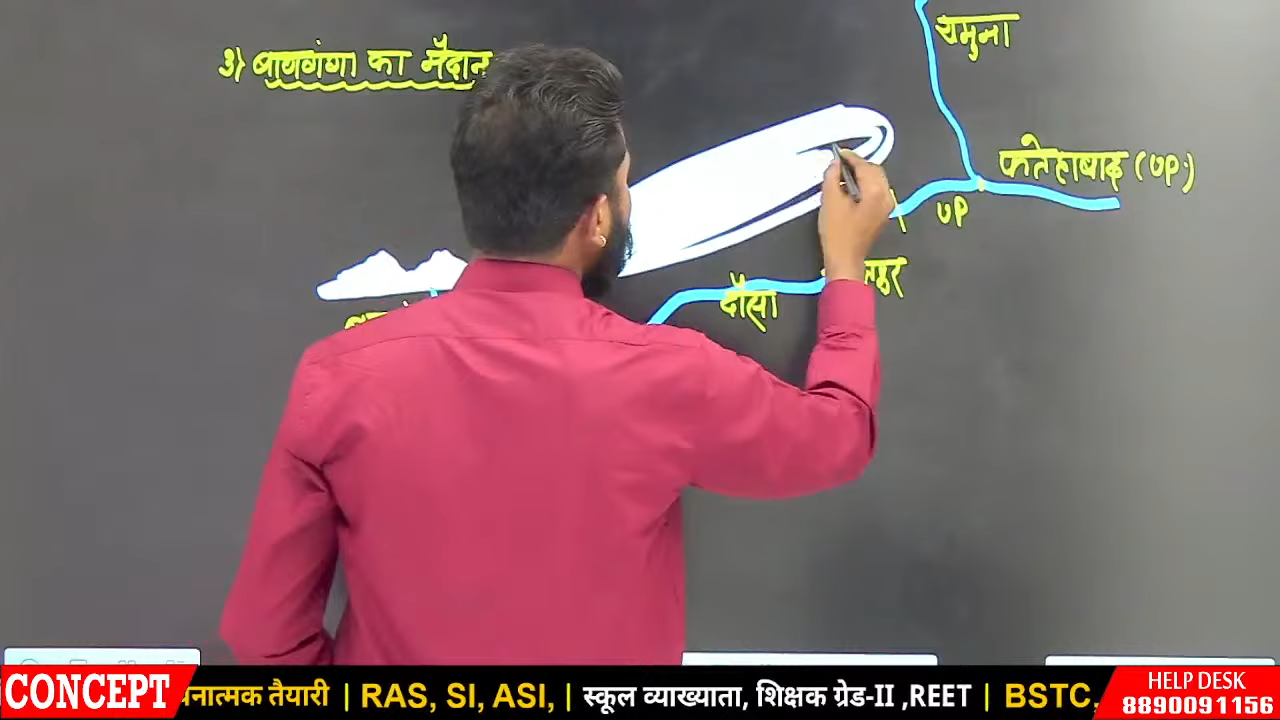 3) बाणगंगा का मैदान
यमुना
फतेहाबाद (UP.)
UP
दौसा
CONCEPT
नात्मक तैयारी | RAS, SI, ASI, | स्कूल व्याख्याता, शिक्षक ग्रेड-II ,REET | BSTC,
HELP DESK
8890091156